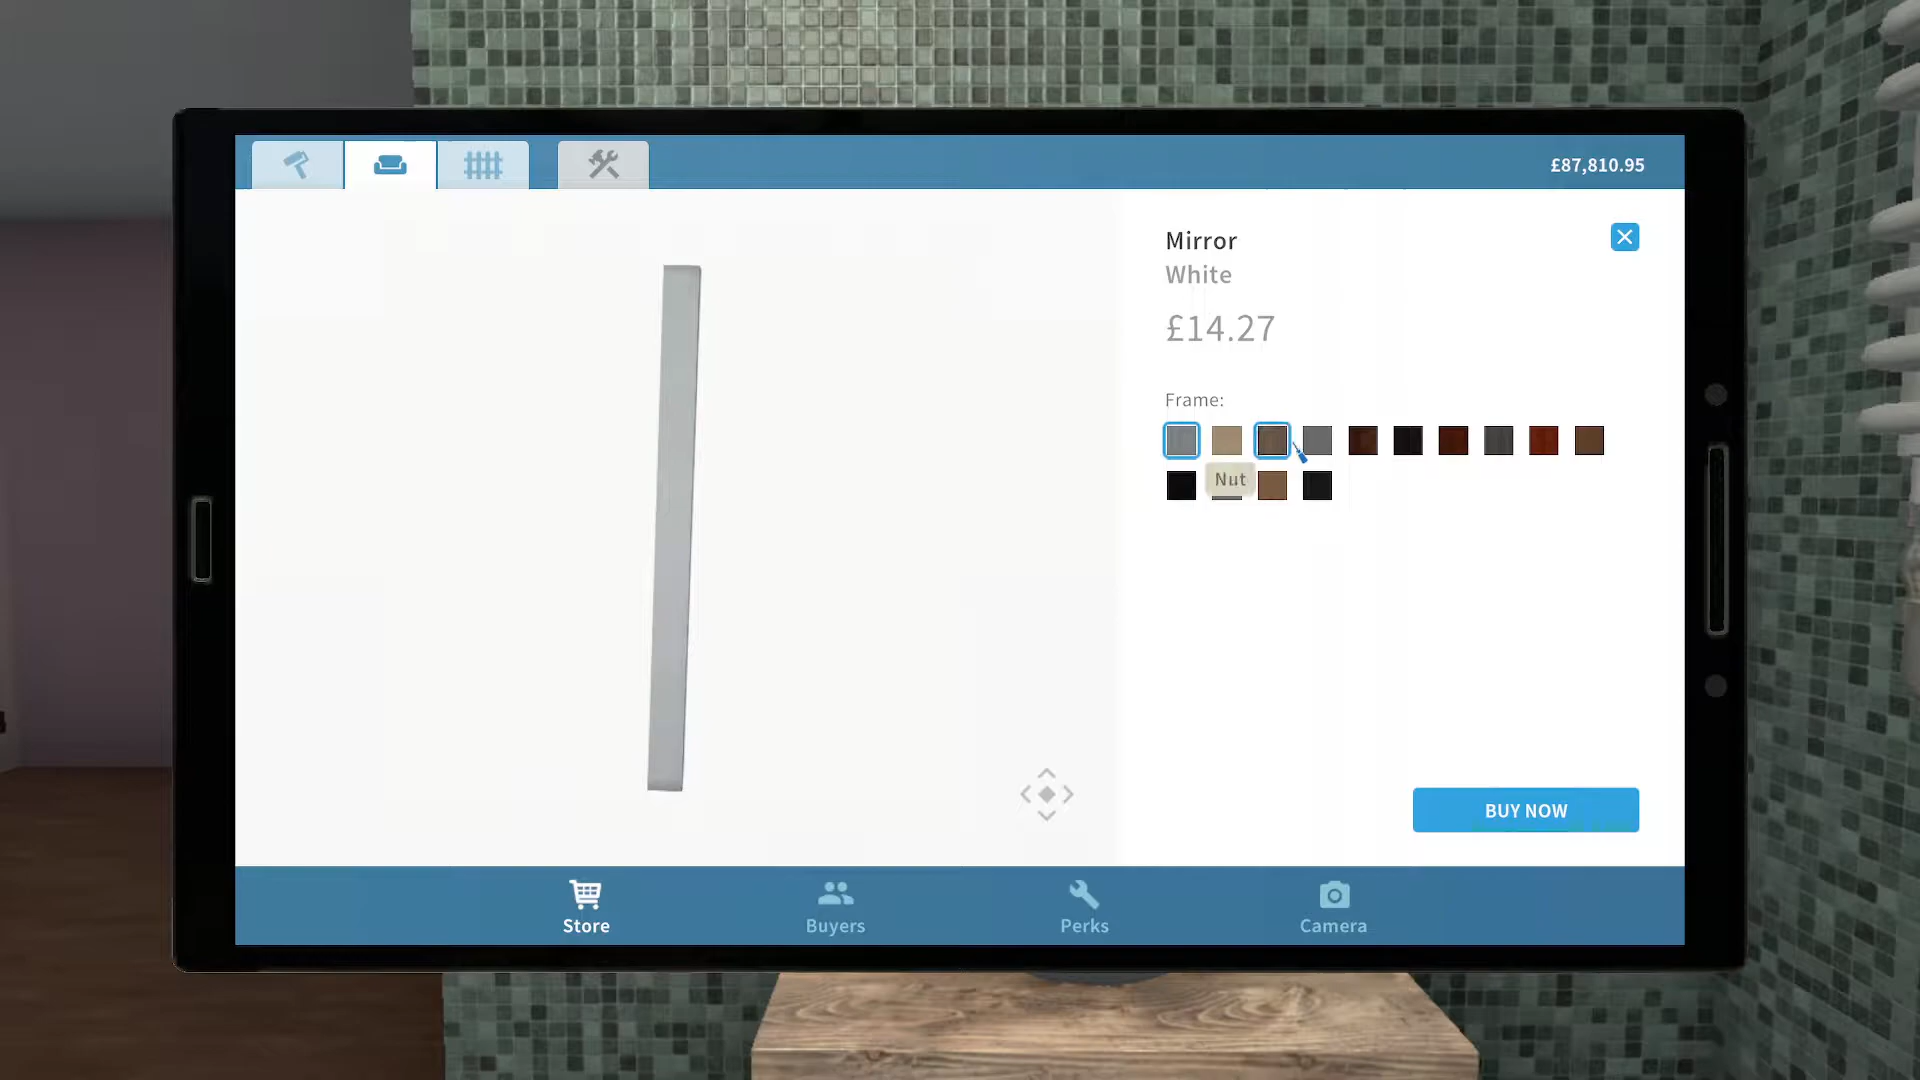 £87,810.95
Mirror
White
£14.27
Frame:
Nut
BUY NOW
Store
Buyers
Perks
Camera